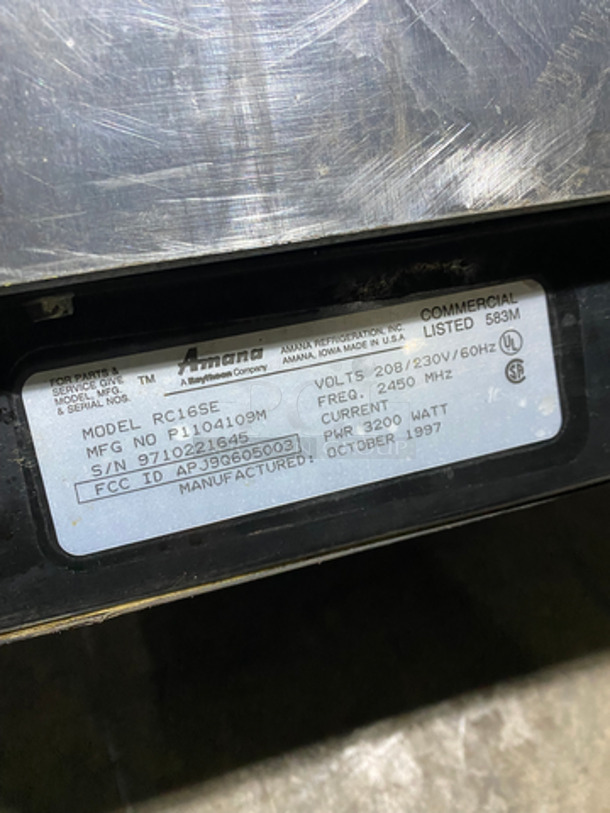 FOR PARTS &
SERVICE GIVE
MODEL, MFG.
& SERIAL NOS.
TM
Amana
A Raytheon Company
AMANA REFRIGERATION, INC.
AMANA, IOWA MADE IN U.S.A.
COMMERCIAL
LISTED 583M
UL
MODEL RC16SE
MFG NO P1104109M
S/N 9710221645
FCC ID APJ9Q605003
MANUFACTURED: OCTOBER 1997
VOLTS 208/230V/60Hz
FREQ. 2450 MHz
CURRENT
PWR 3200 WATT